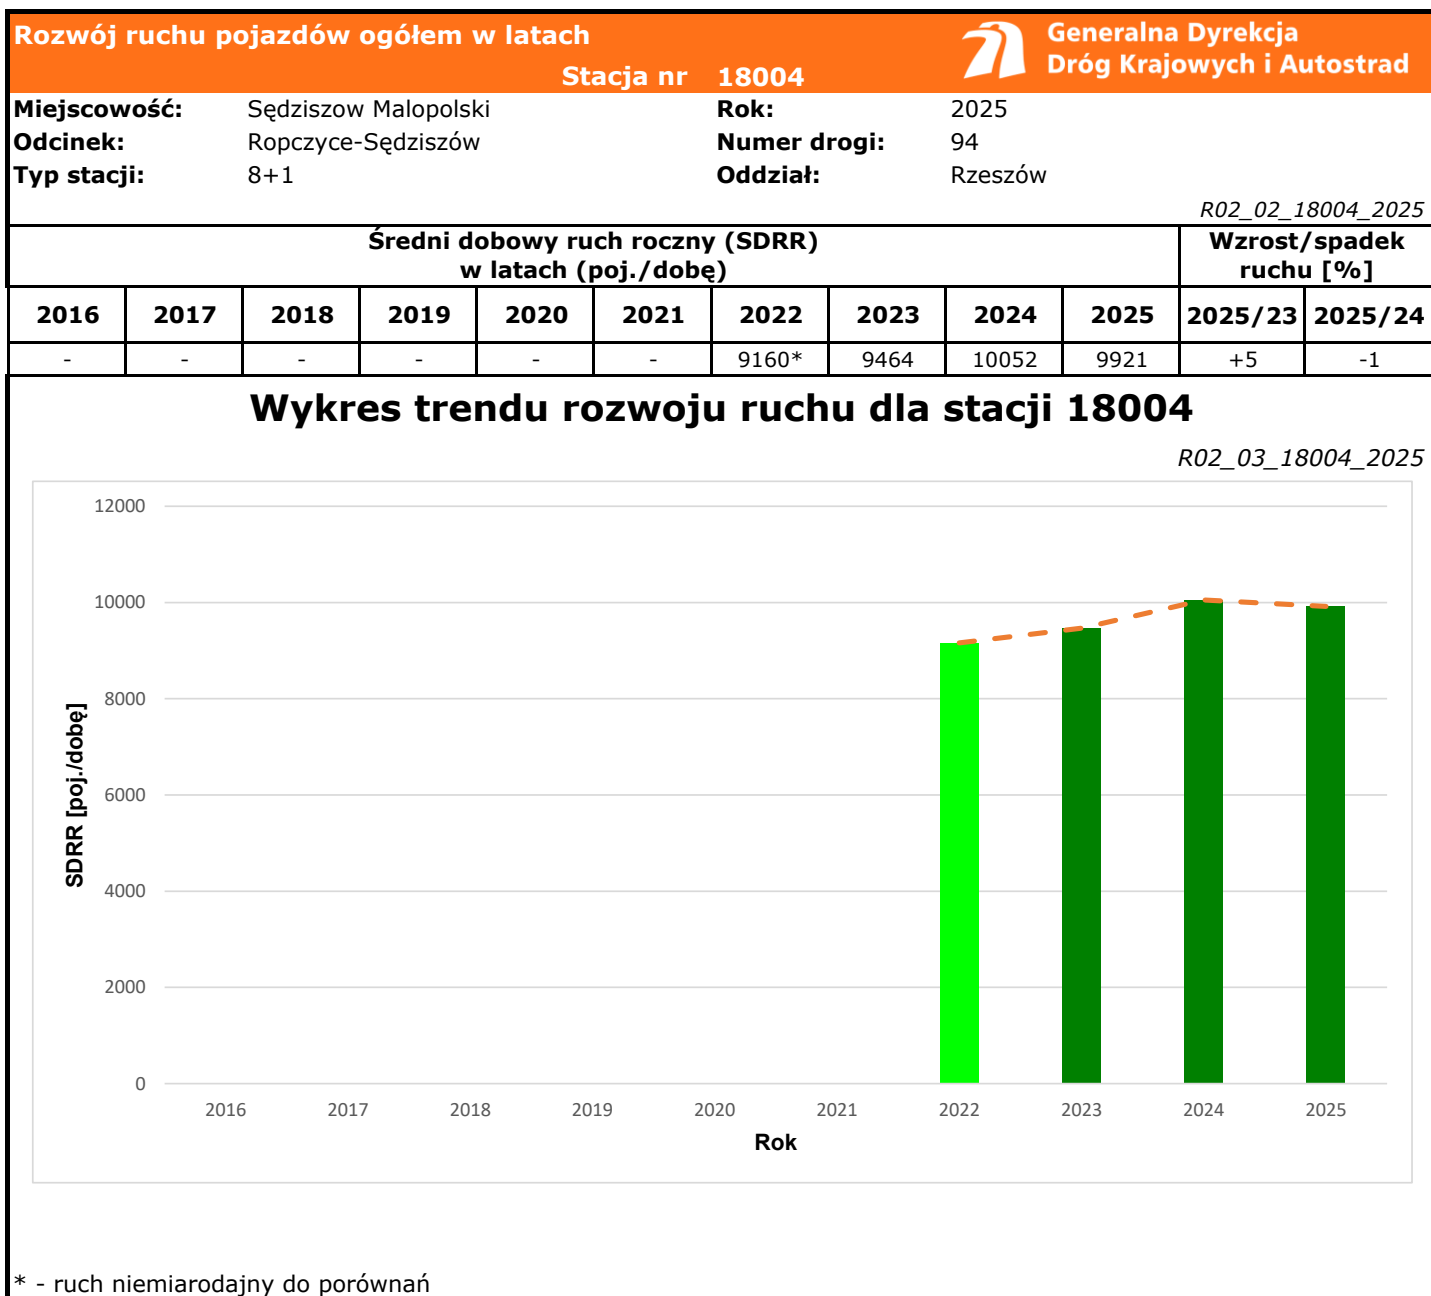 Rozwój ruchu pojazdów ogółem w latach
Generalna Dyrekcja
Dróg Krajowych i Autostrad
Stacja nr 18004
Miejscowość: Sędziszow Malopolski Rok: 2025
Odcinek: Ropczyce-Sędziszów Numer drogi: 94
Typ stacji: 8+1 Oddział: Rzeszów
R02_02_18004_2025
Średni dobowy ruch roczny (SDRR)
w latach (poj./dobę)
Wzrost/spadek
ruchu [%]
2016 2017 2018 2019 2020 2021 2022 2023 2024 2025 2025/23 2025/24
- - - - - - 9160* 9464 10052 9921 +5 -1
Wykres trendu rozwoju ruchu dla stacji 18004
R02_03_18004_2025
SDRR [poj./dobę]
12000
10000
8000
6000
4000
2000
0
2016 2017 2018 2019 2020 2021 2022 2023 2024 2025
Rok
* - ruch niemiarodajny do porównań